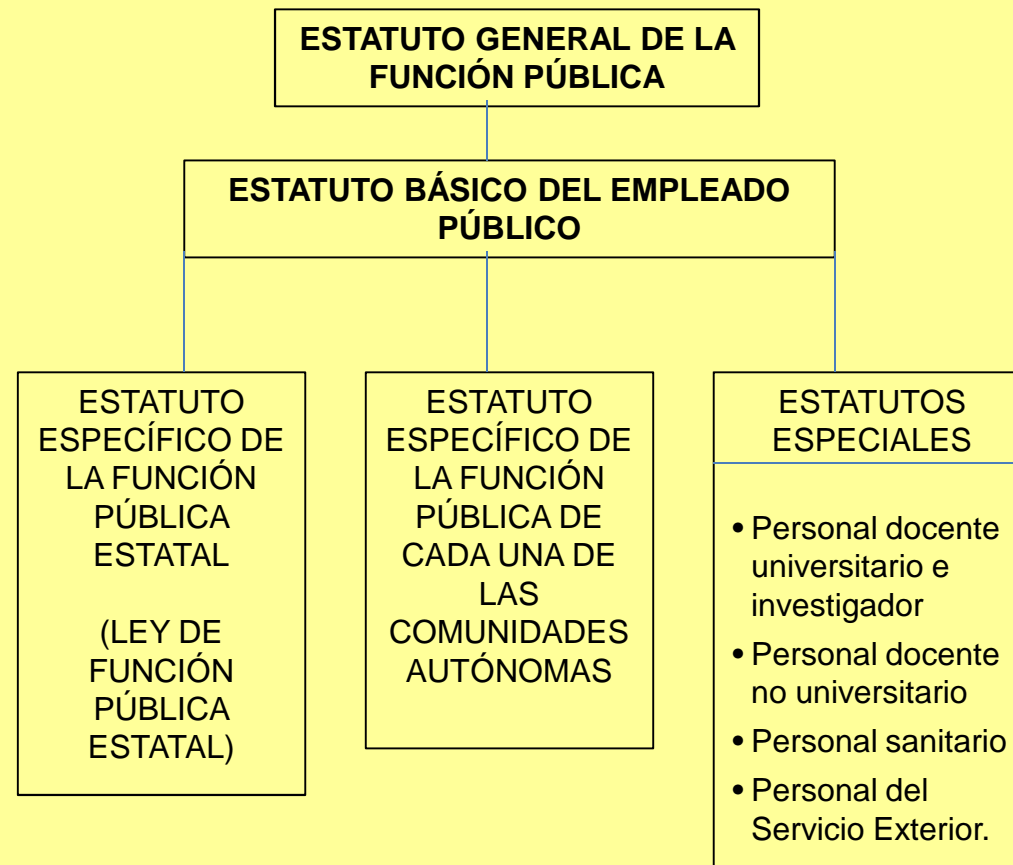 ESTATUTO GENERAL DE LA
FUNCIÓN PÚBLICA
ESTATUTO BÁSICO DEL EMPLEADO
PÚBLICO
ESTATUTO
ESPECÍFICO DE
LA FUNCIÓN
PÚBLICA
ESTATAL
(LEY DE
FUNCIÓN
PÚBLICA
ESTATAL)
ESTATUTO
ESPECÍFICO DE
LA FUNCIÓN
PÚBLICA DE
CADA UNA DE
LAS
COMUNIDADES
AUTÓNOMAS
ESTATUTOS
ESPECIALES
• Personal docente
universitario e
investigador
• Personal docente
no universitario
• Personal sanitario
• Personal del
Servicio Exterior.